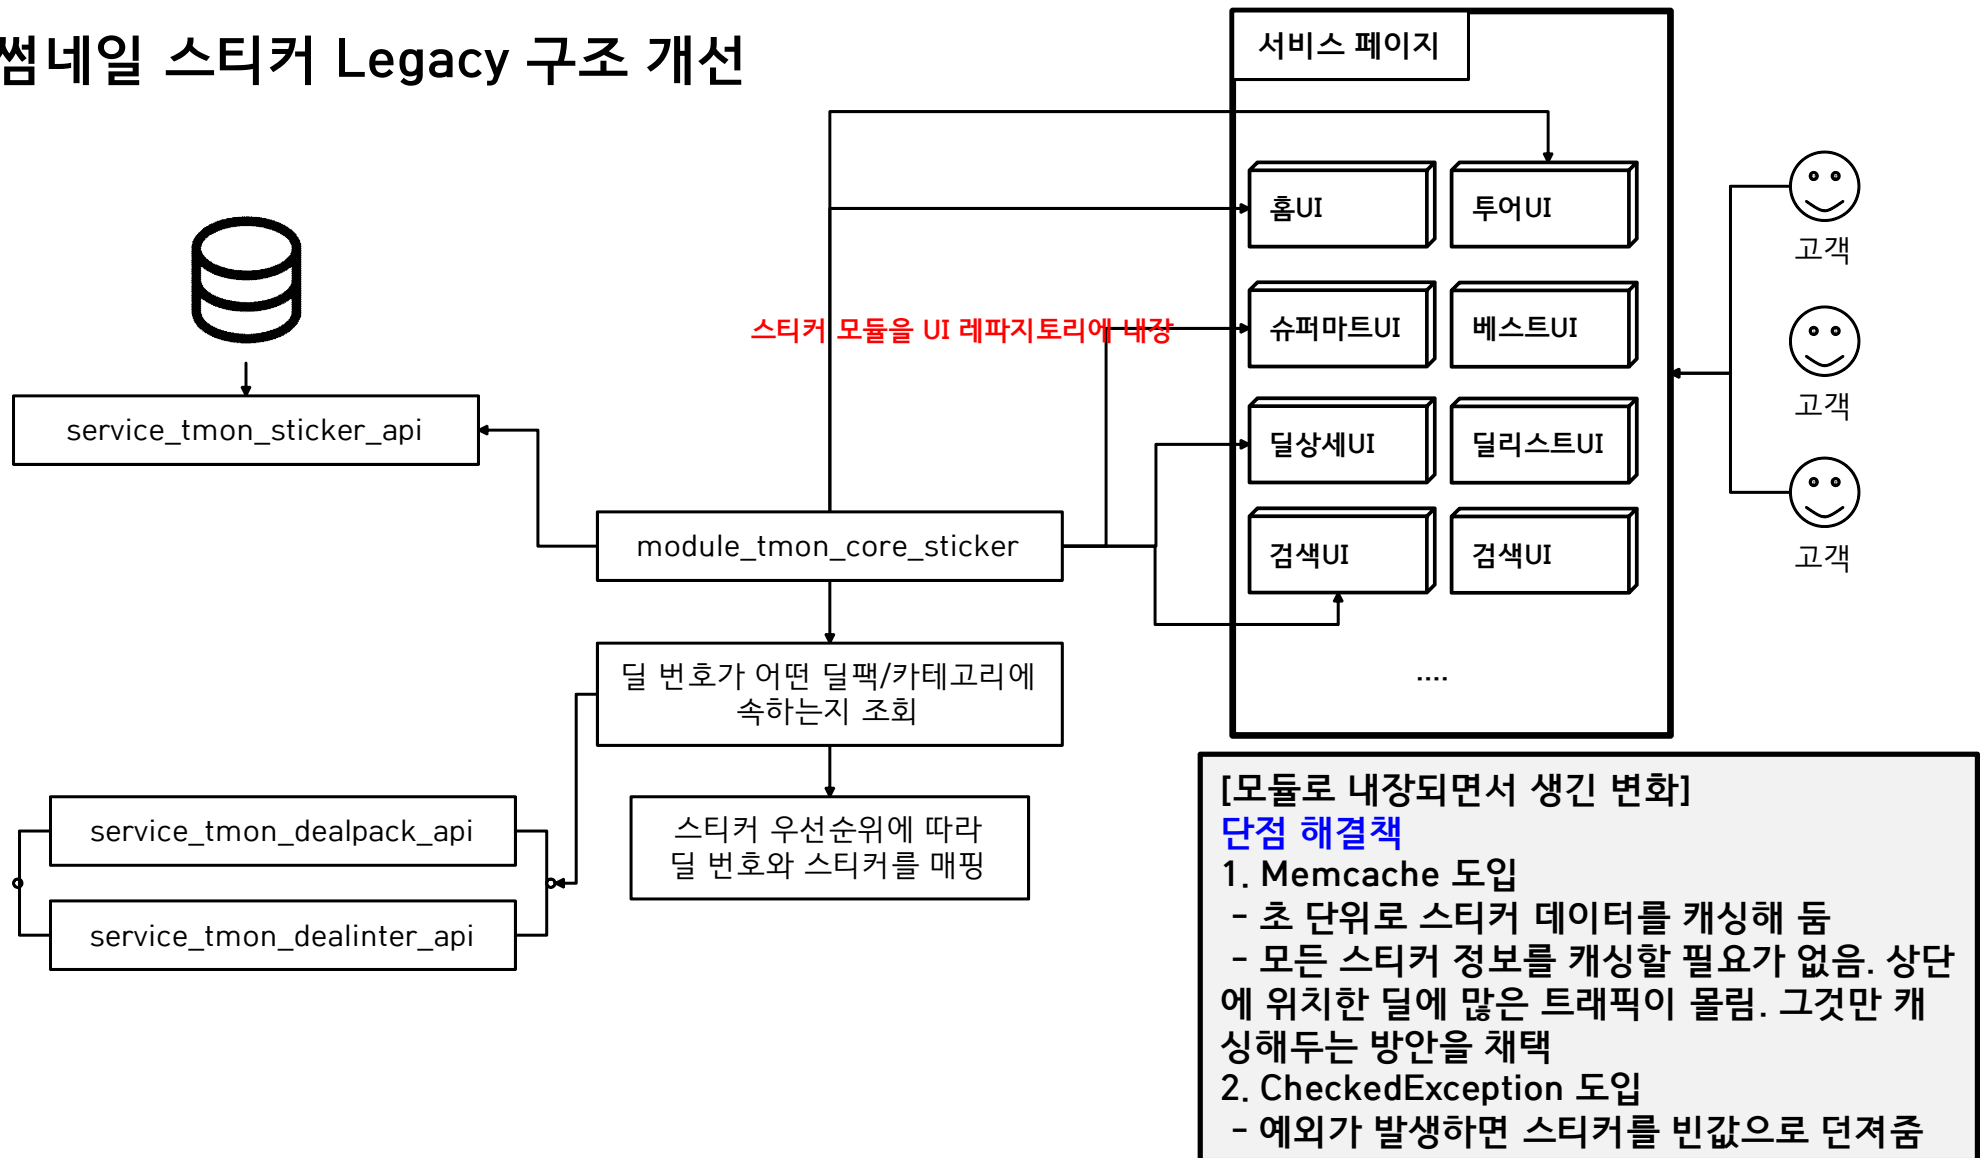 썸네일 스티커 Legacy 구조 개선
서비스 페이지
홈UI
투어UI
고객
스티커 모듈을 UI 레파지토리에 내장
슈퍼마트UI
베스트UI
고객
service_tmon_sticker_api
딜상세UI
딜리스트UI
module_tmon_core_sticker
검색UI
검색UI
고객
딜 번호가 어떤 딜팩/카테고리에
속하는지 조회
....
service_tmon_dealpack_api
스티커 우선순위에 따라
딜 번호와 스티커를 매핑
service_tmon_dealinter_api
[모듈로 내장되면서 생긴 변화]
단점 해결책
1. Memcache 도입
- 초 단위로 스티커 데이터를 캐싱해 둠
- 모든 스티커 정보를 캐싱할 필요가 없음. 상단
에 위치한 딜에 많은 트래픽이 몰림. 그것만 캐
싱해두는 방안을 채택
2. CheckedException 도입
- 예외가 발생하면 스티커를 빈값으로 던져줌